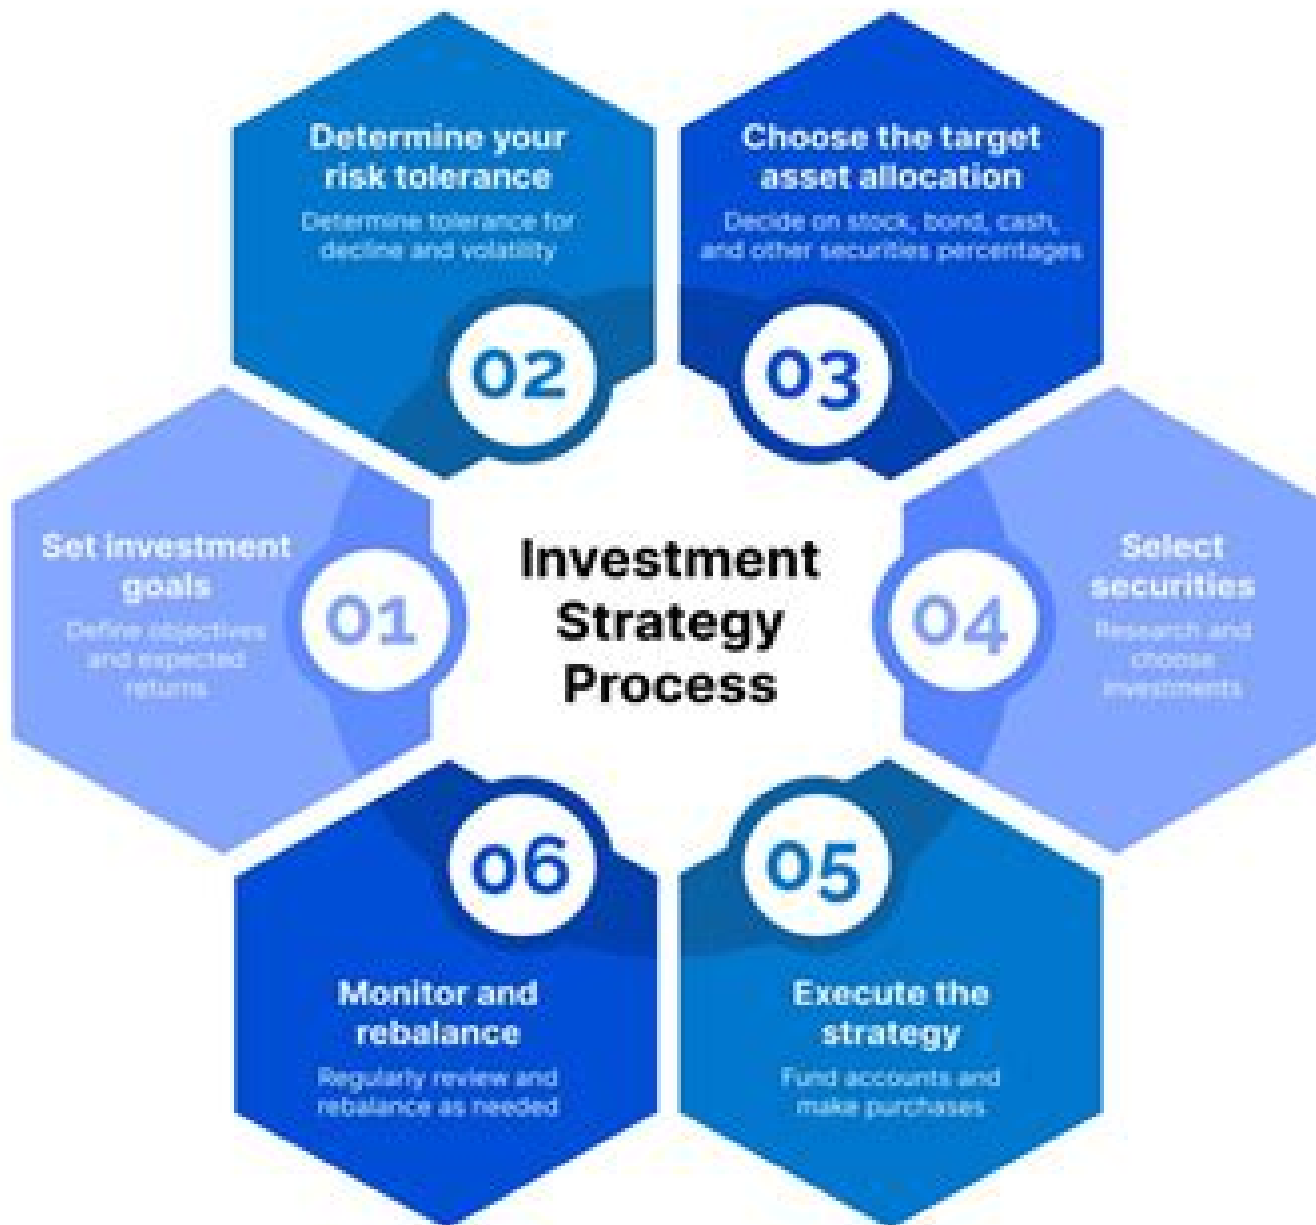 Investment
Strategy
Process
01
Set investment
goals
Define objectives
and expected
returns
02
Determine your
risk tolerance
Determine tolerance for
decline and volatility
03
Choose the target
asset allocation
Decide on stock, bond, cash,
and other securities percentages
04
Select
securities
Research and
choose
investments
05
Execute the
strategy
Fund accounts and
make purchases
06
Monitor and
rebalance
Regularly review and
rebalance as needed